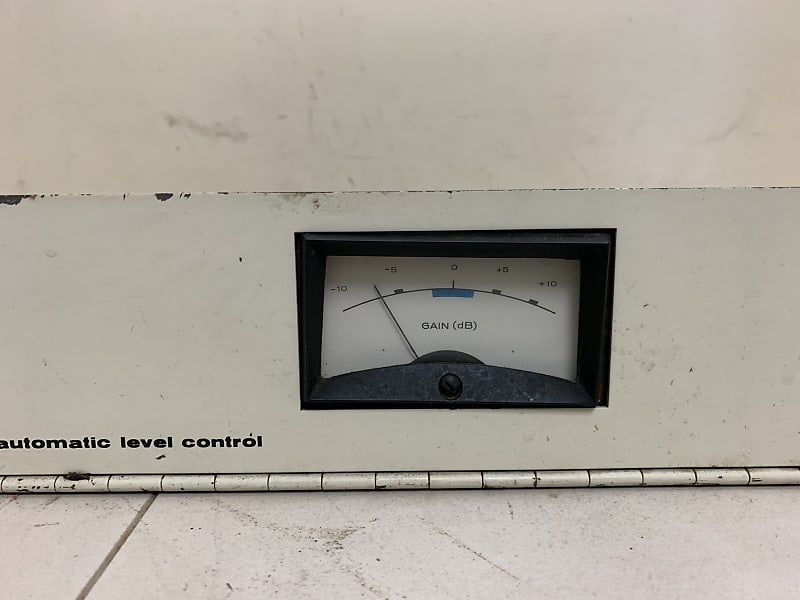 -10 -5 0 +5 +10
GAIN (dB)
automatic level control